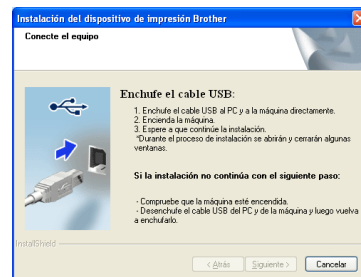 Instalación del dispositivo de impresión Brother
Conecte el equipo
Enchufe el cable USB:
1. Enchufe el cable USB al PC y a la máquina directamente.
2. Encienda la máquina.
3. Espere a que continúe la instalación.
*Durante el proceso de instalación se abrirán y cerrarán algunas
ventanas.
Si la instalación no continúa con el siguiente paso:
- Compruebe que la máquina esté encendida.
- Desenchufe el cable USB del PC y de la máquina y luego vuelva
a enchufarlo.
InstallShield
< Atrás
Siguiente >
Cancelar